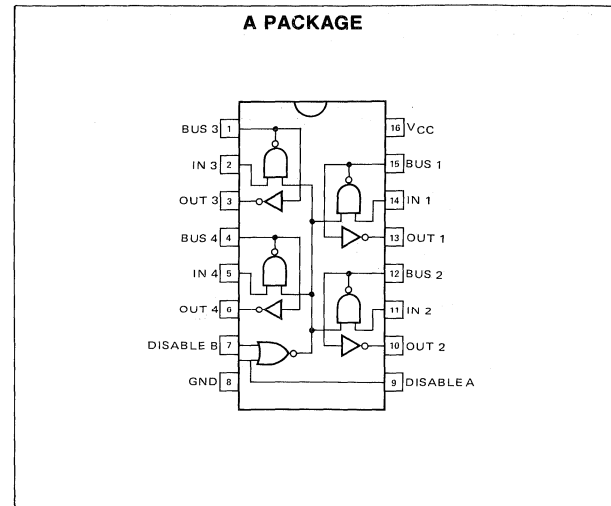 A PACKAGE
BUS 3 1
IN 3 2
OUT 3 3
BUS 4 4
IN 4 5
OUT 4 6
DISABLE B 7
GND 8
16 VCC
15 BUS 1
14 IN 1
13 OUT 1
12 BUS 2
11 IN 2
10 OUT 2
9 DISABLE A